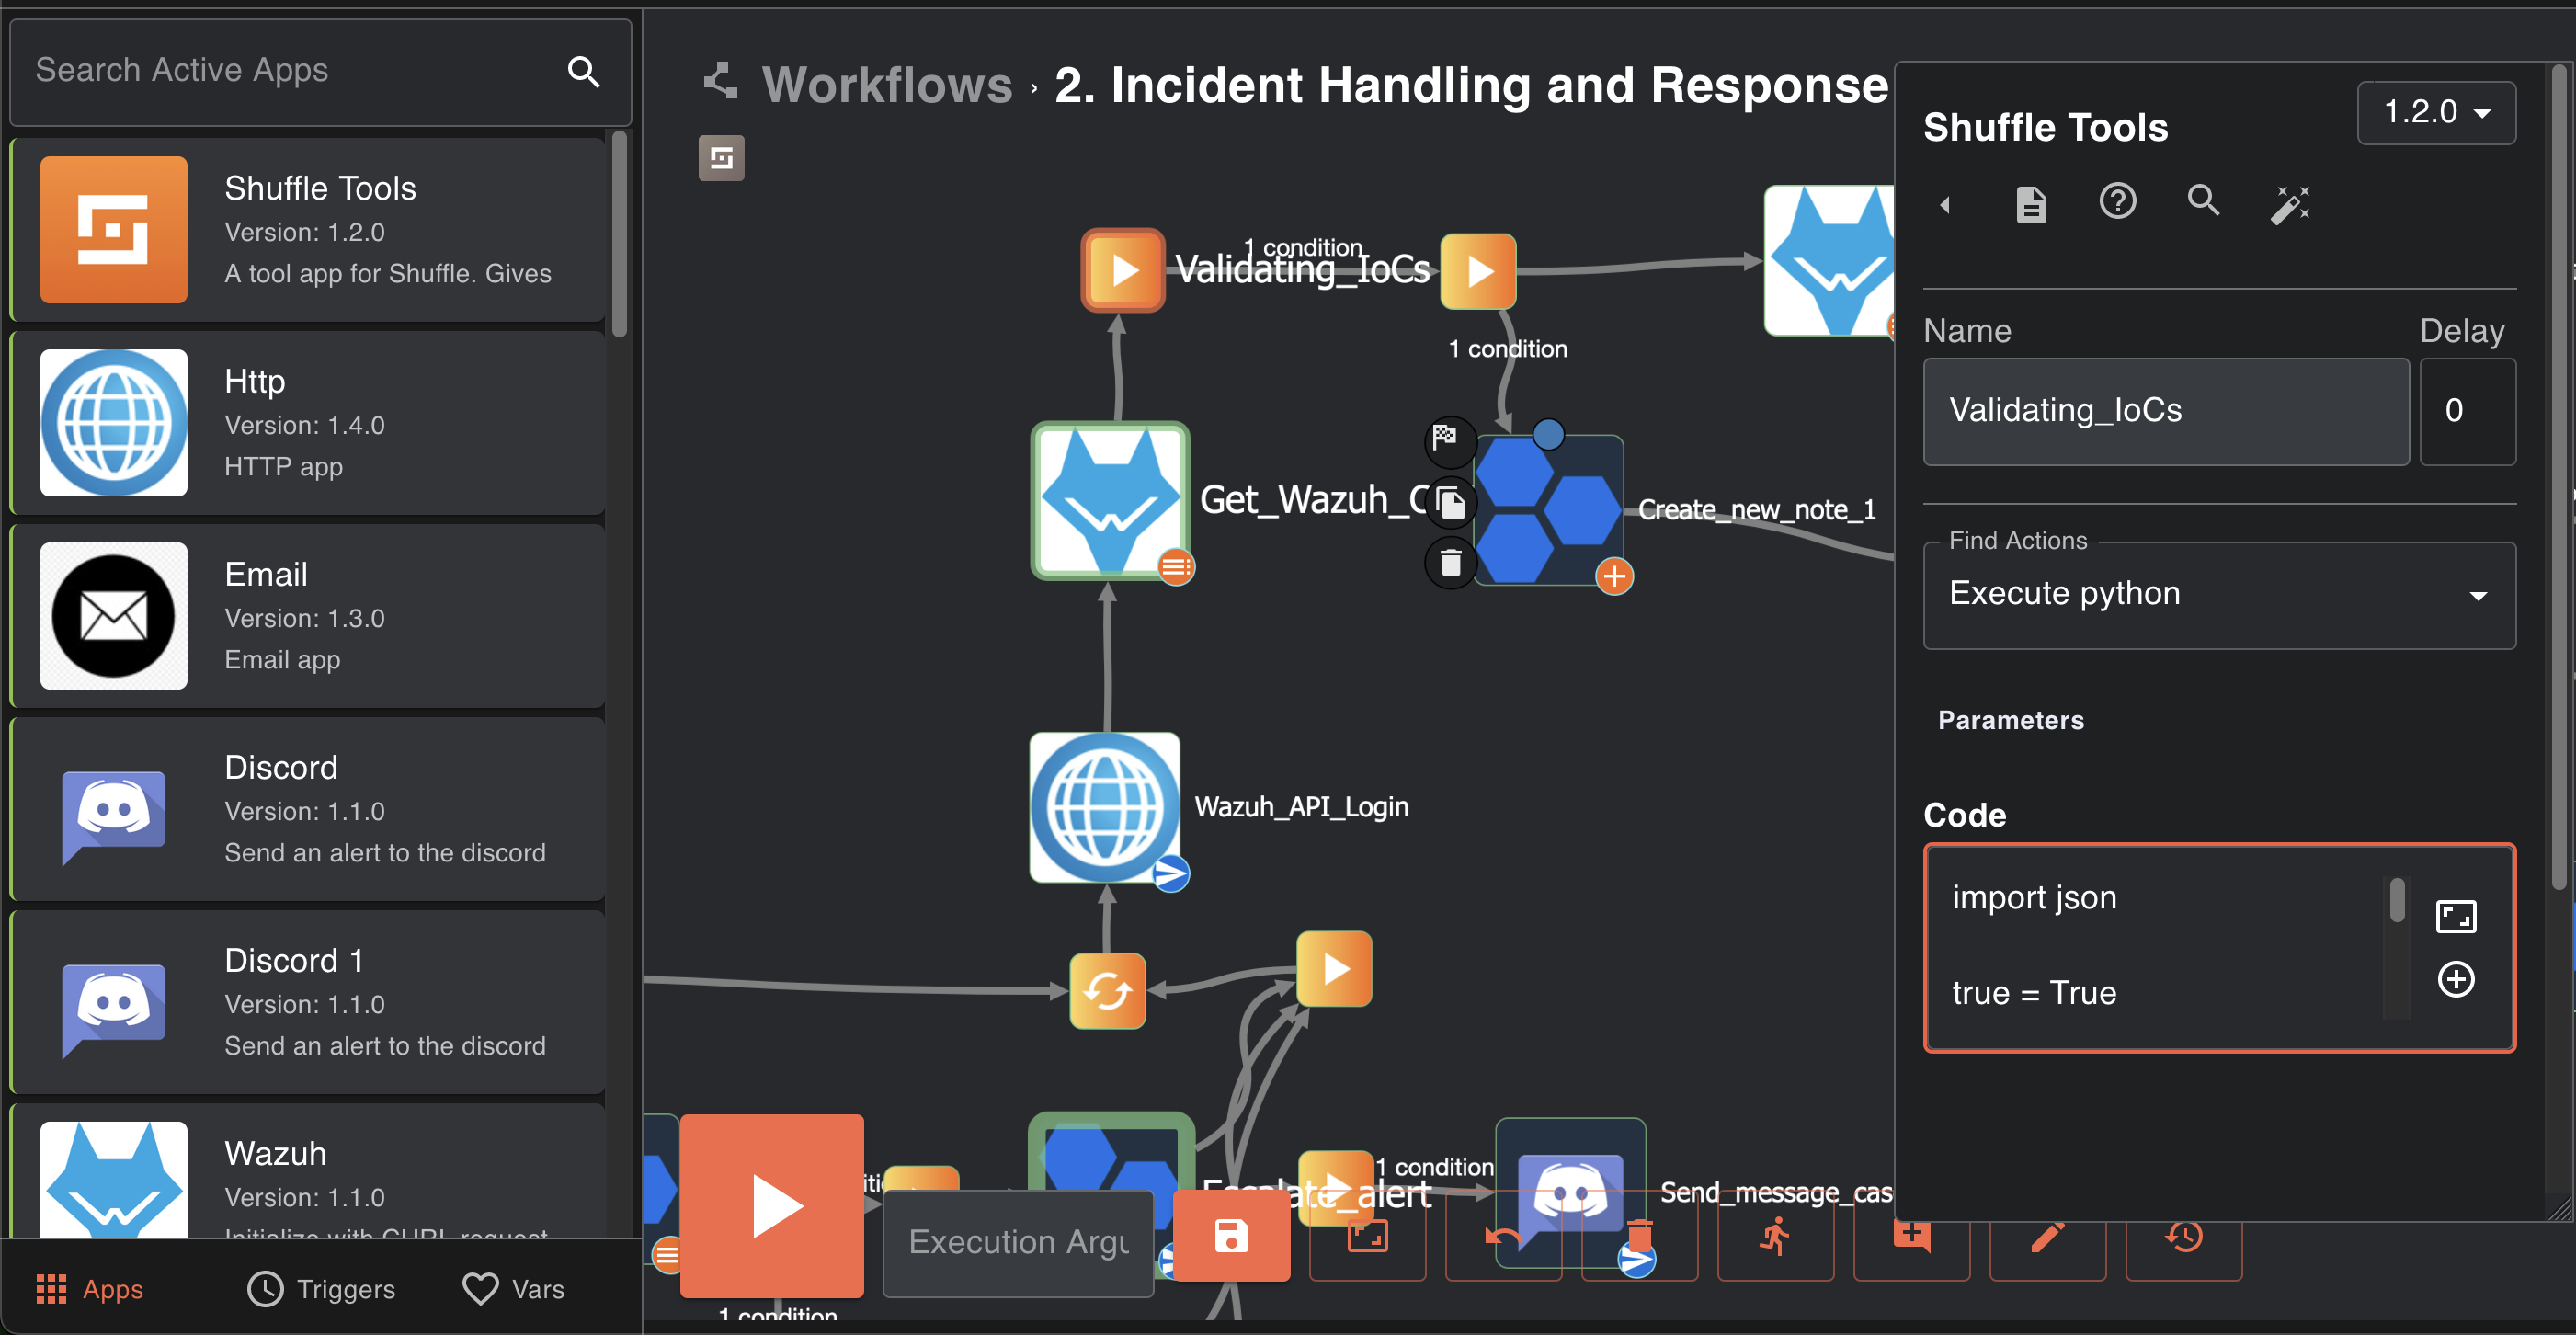 Search Active Apps
Shuffle Tools
Version: 1.2.0
A tool app for Shuffle. Gives
Http
Version: 1.4.0
HTTP app
Email
Version: 1.3.0
Email app
Discord
Version: 1.1.0
Send an alert to the discord
Discord 1
Version: 1.1.0
Send an alert to the discord
Wazuh
Version: 1.1.0
Initialize with CURL request
Apps
Triggers
Vars
Workflows › 2. Incident Handling and Response
1 condition
Validating_IoCs
1 condition
Get_Wazuh_C
Create_new_note_1
Wazuh_API_Login
Escalate_alert
1 condition
Send_message_cas
Execution Argu
1 condition
Shuffle Tools
1.2.0
Name
Delay
Validating_IoCs
0
Find Actions
Execute python
Parameters
Code
import json
true = True